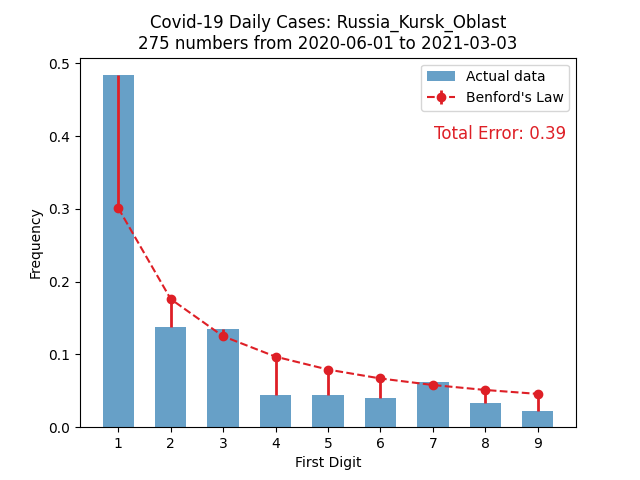 Covid-19 Daily Cases: Russia_Kursk_Oblast
275 numbers from 2020-06-01 to 2021-03-03
Actual data
Benford's Law
Total Error: 0.39
Frequency
0.5
0.4
0.3
0.2
0.1
0.0
1 2 3 4 5 6 7 8 9
First Digit